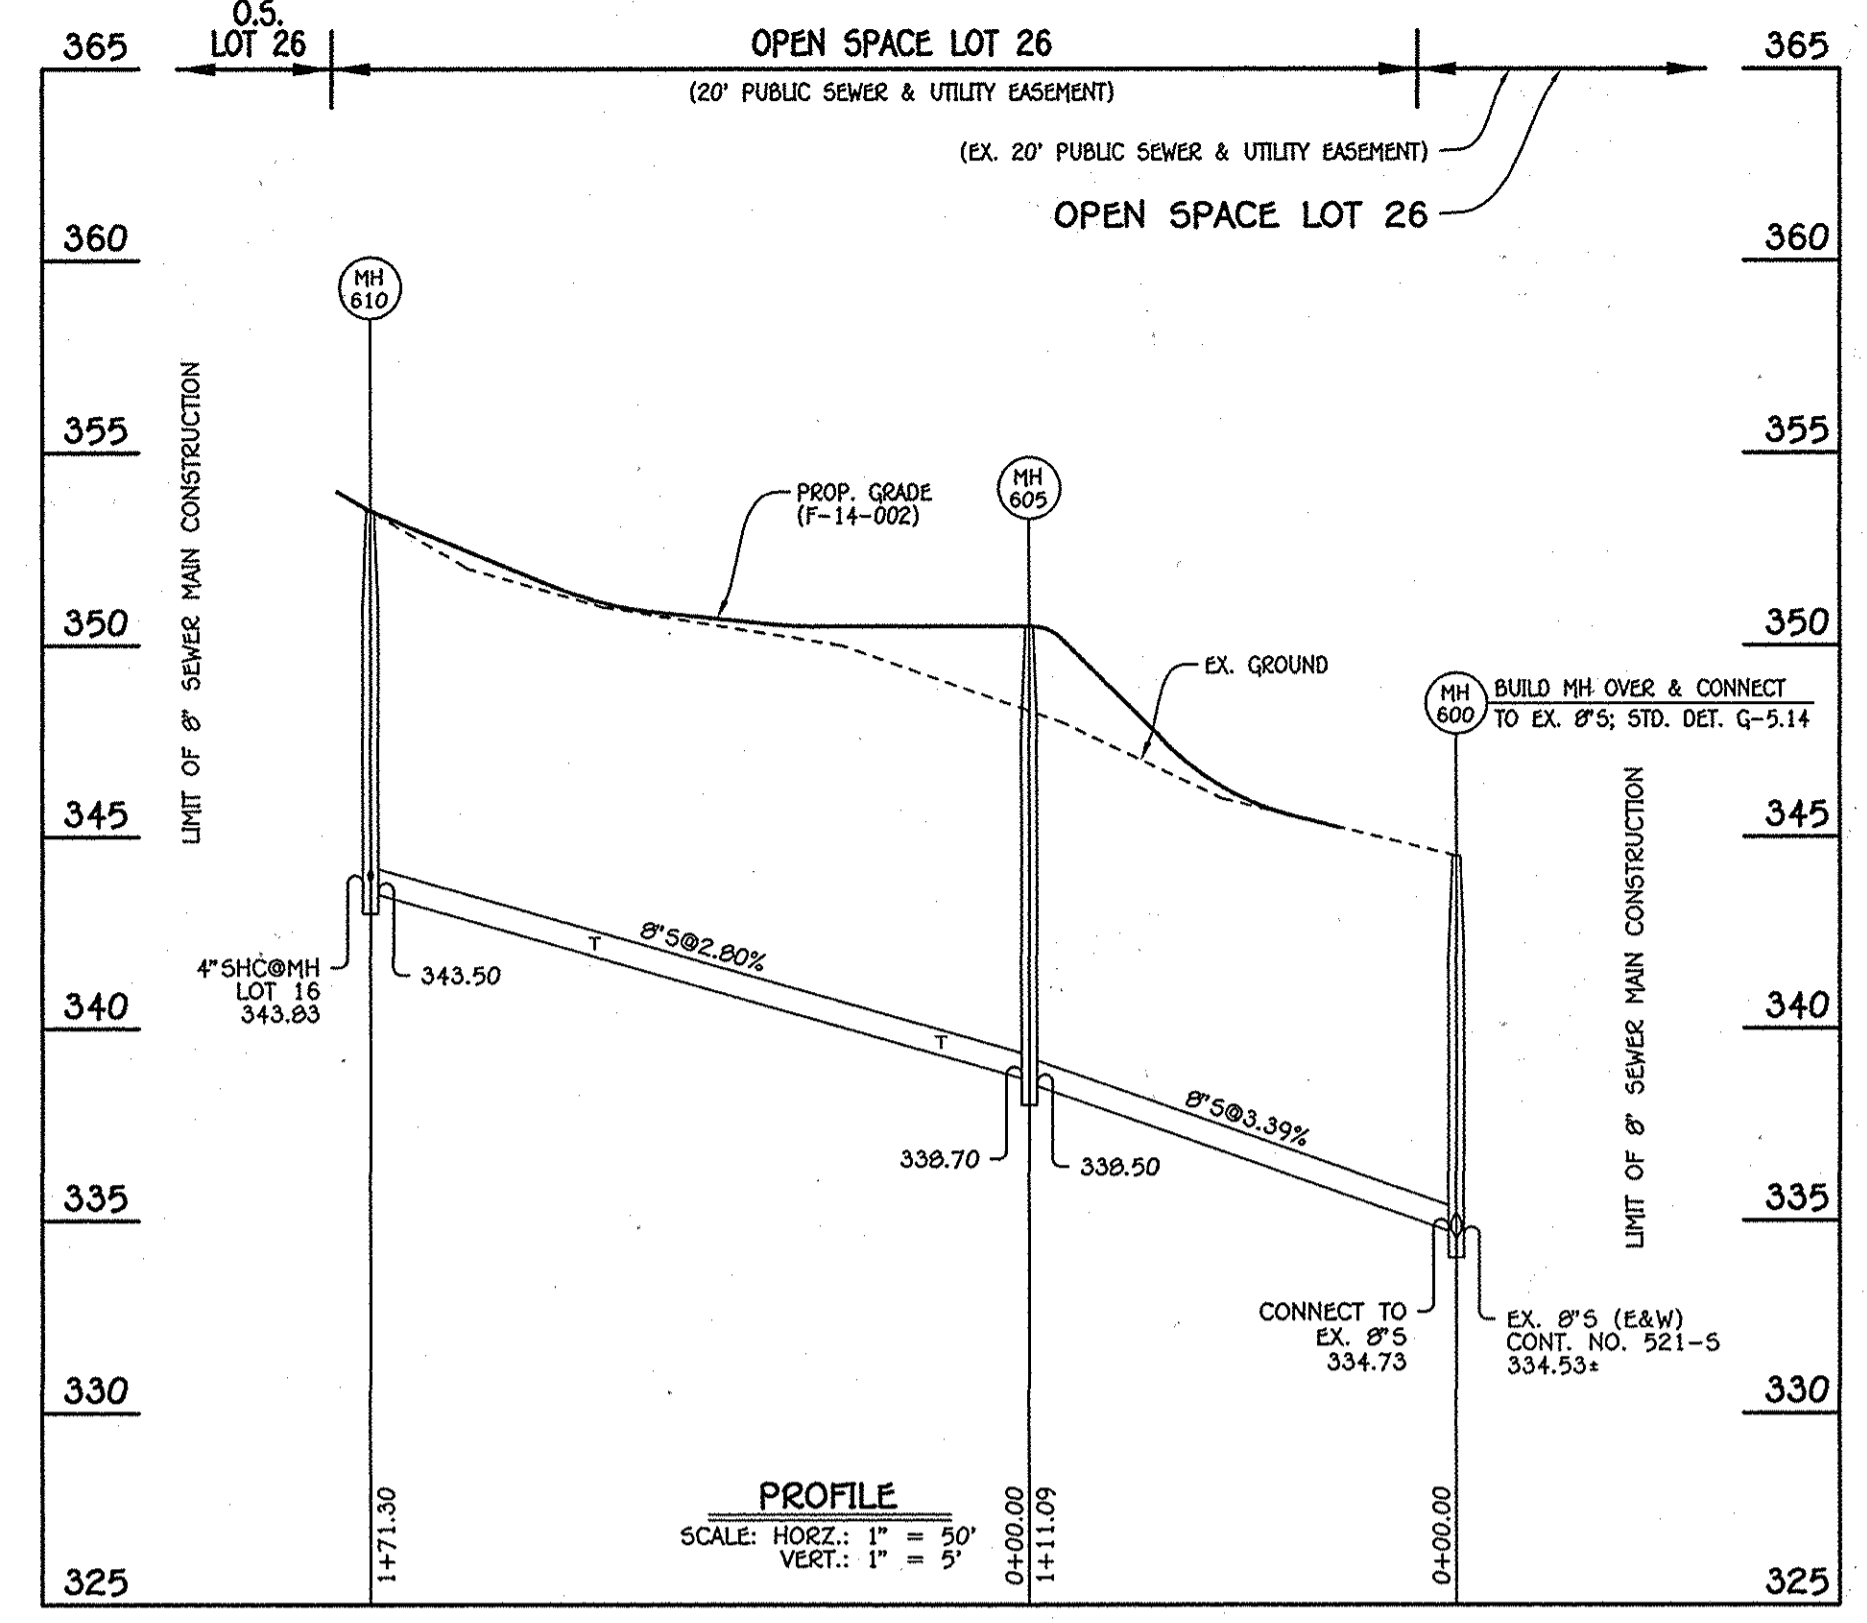 O.S.
LOT 26
OPEN SPACE LOT 26
(20' PUBLIC SEWER & UTILITY EASEMENT)
365
365
(EX. 20' PUBLIC SEWER & UTILITY EASEMENT)
OPEN SPACE LOT 26
360
360
MH
610
355
355
LIMIT OF 8" SEWER MAIN CONSTRUCTION
PROP. GRADE
(F-14-002)
MH
605
350
350
EX. GROUND
MH
600
BUILD MH OVER & CONNECT
TO EX. 8"S; STD. DET. G-5.14
345
345
LIMIT OF 8" SEWER MAIN CONSTRUCTION
4"SHC@MH
LOT 16
343.83
343.50
T
8"S@2.80%
T
340
340
338.70
338.50
8"S@3.39%
335
335
CONNECT TO
EX. 8"S
334.73
EX. 8"S (E&W)
CONT. NO. 521-S
334.53±
330
330
1+71.30
PROFILE
SCALE: HORZ.: 1" = 50'
VERT.: 1" = 5'
0+00.00
1+11.09
0+00.00
325
325